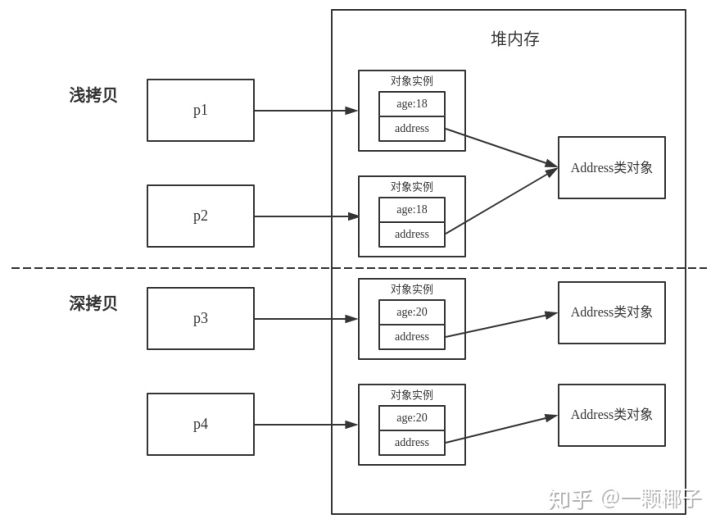 堆内存
浅拷贝
p1
对象实例
age:18
address
Address类对象
p2
对象实例
age:18
address
深拷贝
p3
对象实例
age:20
address
Address类对象
p4
对象实例
age:20
address
Address类对象
知乎 @一颗椰子